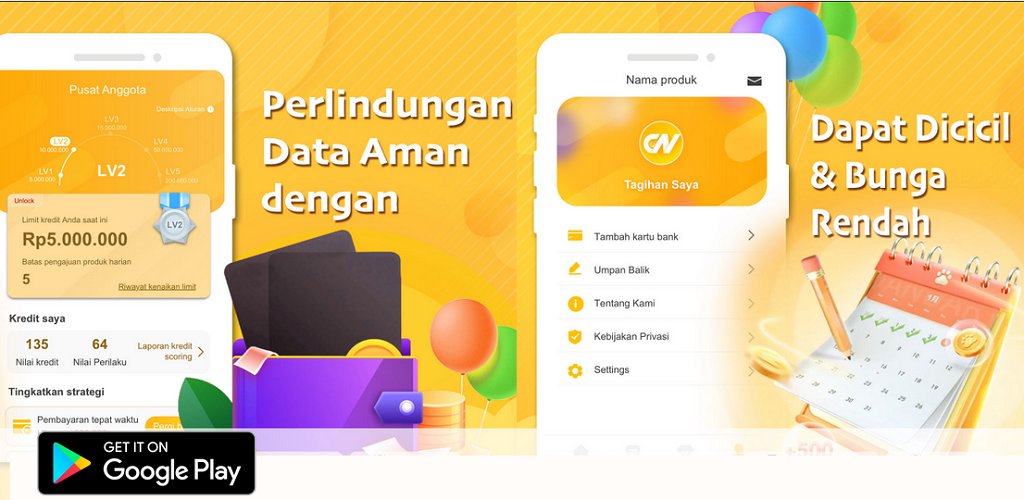 Pusat Anggota
Deskripsi Aturan
LV3
15.000.000
LV2
10.000.000
LV4
LV1
5.000.000
LV2
LV5
Unlock
Limit kredit Anda saat ini
Rp5.000.000
LV2
Batas pengajuan produk harian
5
Riwayat kenaikan limit
Kredit saya
135
64
Nilai kredit
Nilai Perilaku
Laporan kredit
scoring
Tingkatkan strategi
Pembayaran tepat waktu
Perlindungan
Data Aman
dengan
Nama produk
Tagihan Saya
Tambah kartu bank
Umpan Balik
Tentang Kami
Kebijakan Privasi
Settings
Dapat Dicicil
& Bunga
Rendah
+500
GET IT ON
Google Play